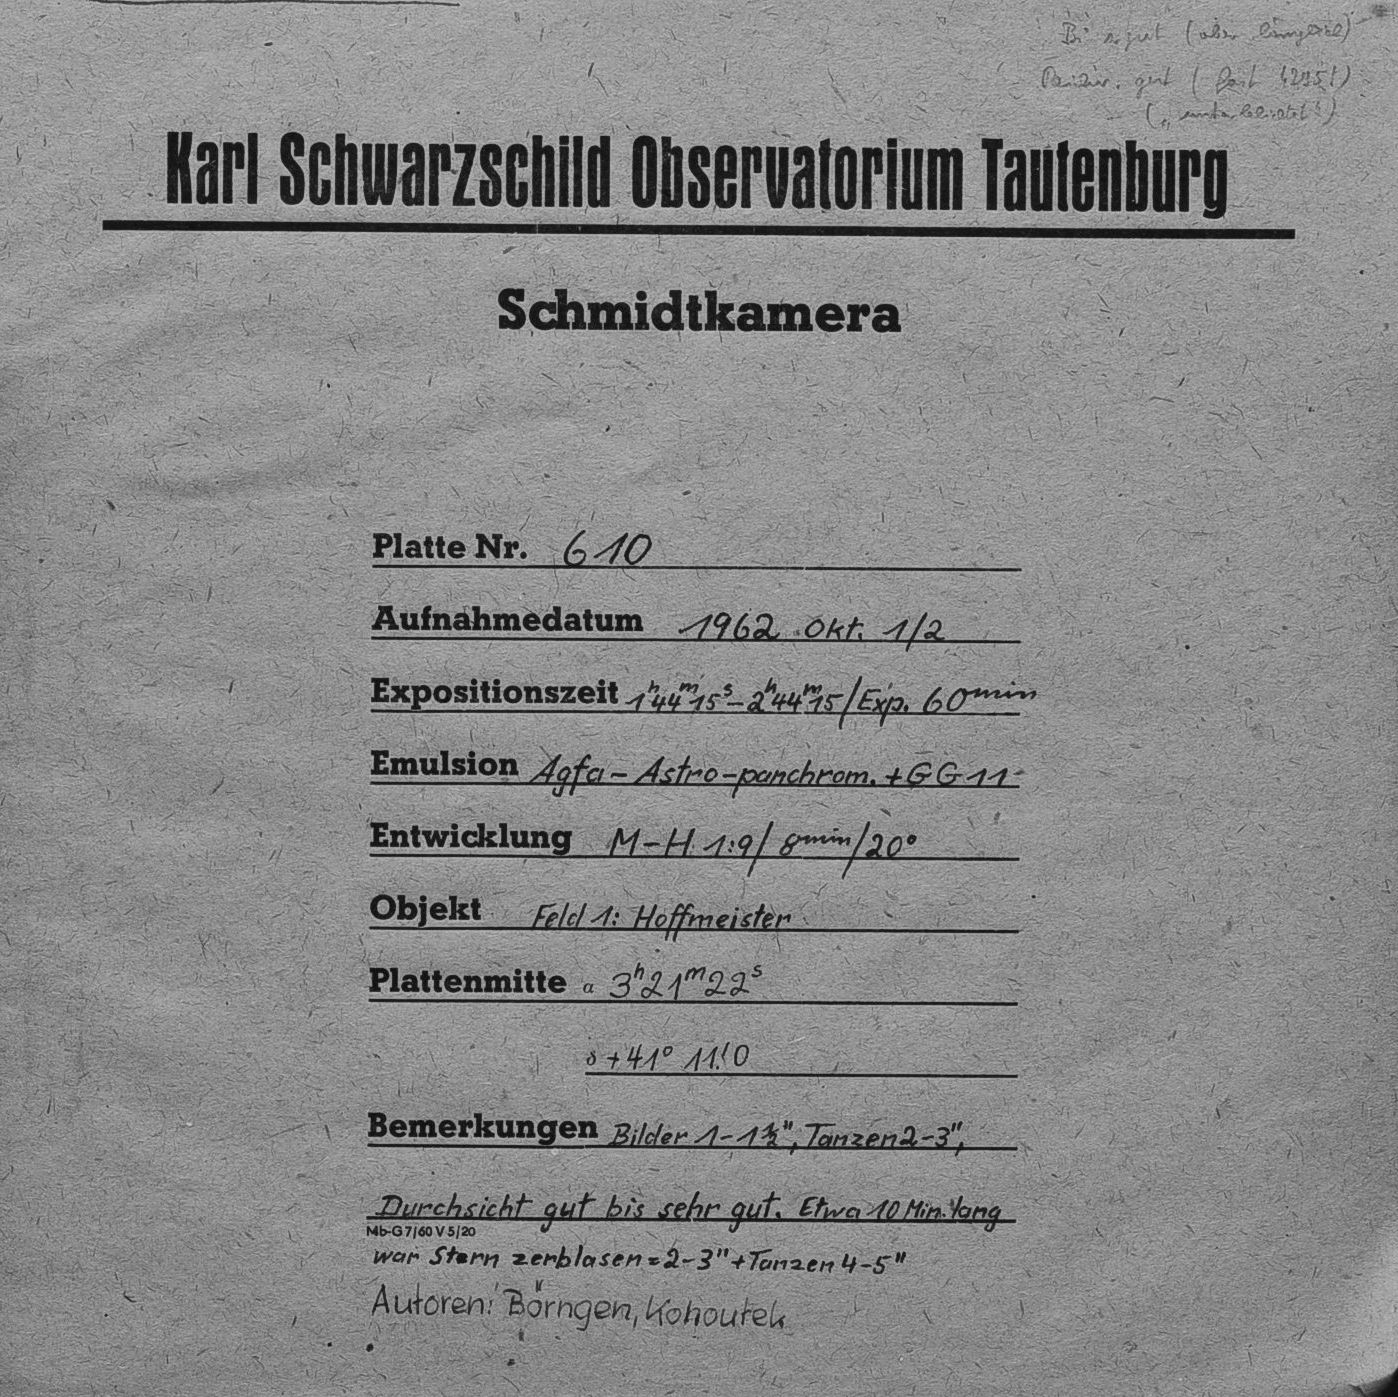 gut (aber
gut (
Karl Schwarzschild Observatorium Tautenburg
Schmidtkamera
Platte Nr. 610
Aufnahmedatum 1962 Okt. 1/2
Expositionszeit 1ʰ44ᵐ15ˢ–2ʰ44ᵐ15/Exp. 60ᵐⁱⁿ
Emulsion Agfa-Astro-panchrom. + GG 11
Entwicklung M-H 1:9/ 8ᵐⁱⁿ/20°
Objekt Feld 1: Hoffmeister
Plattenmitte α 3ʰ21ᵐ22ˢ
δ +41° 11.'0
Bemerkungen Bilder 1-1½", Tanzen 2-3",
Durchsicht gut bis sehr gut. Etwa 10 Min. lang
Mb-G 7/60 V 5/20
war Stern zerblasen = 2-3" + Tanzen 4-5"
Autoren: Börngen, Kohoutek